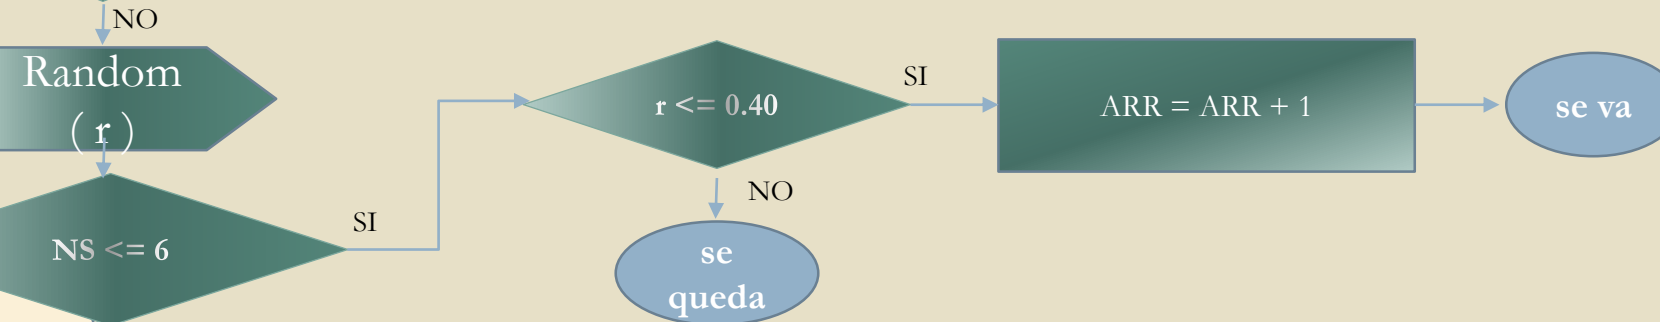 NO
Random
( r )
NS <= 6
SI
r <= 0.40
SI
NO
se
queda
ARR = ARR + 1
se va